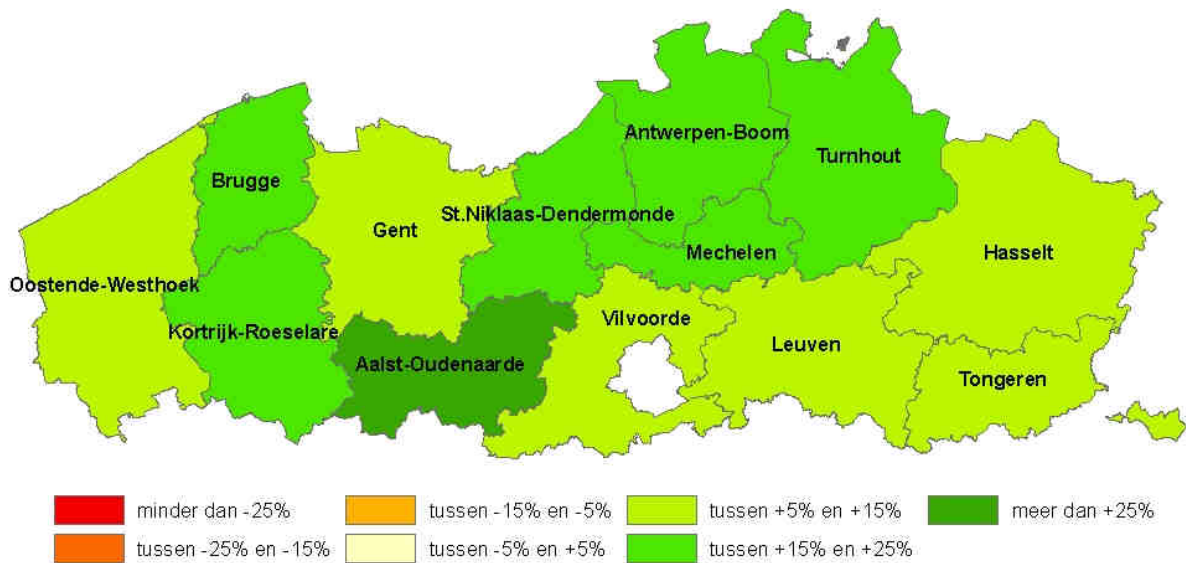 Antwerpen-Boom
Turnhout
Brugge
St.Niklaas-Dendermonde
Gent
Mechelen
Hasselt
Oostende-Westhoek
Vilvoorde
Kortrijk-Roeselare
Leuven
Aalst-Oudenaarde
Tongeren
minder dan -25%
tussen -15% en -5%
tussen +5% en +15%
meer dan +25%
tussen -25% en -15%
tussen -5% en +5%
tussen +15% en +25%